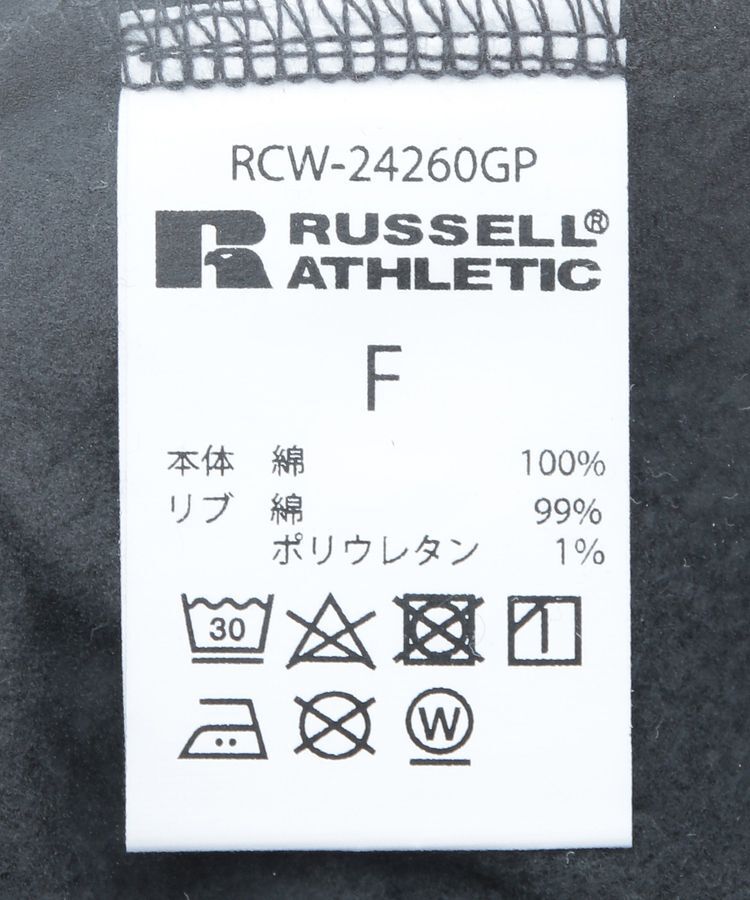 RCW-24260GP
RUSSELL®
ATHLETIC
F
本体 綿 100%
リブ 綿 99%
ポリウレタン 1%
30
W